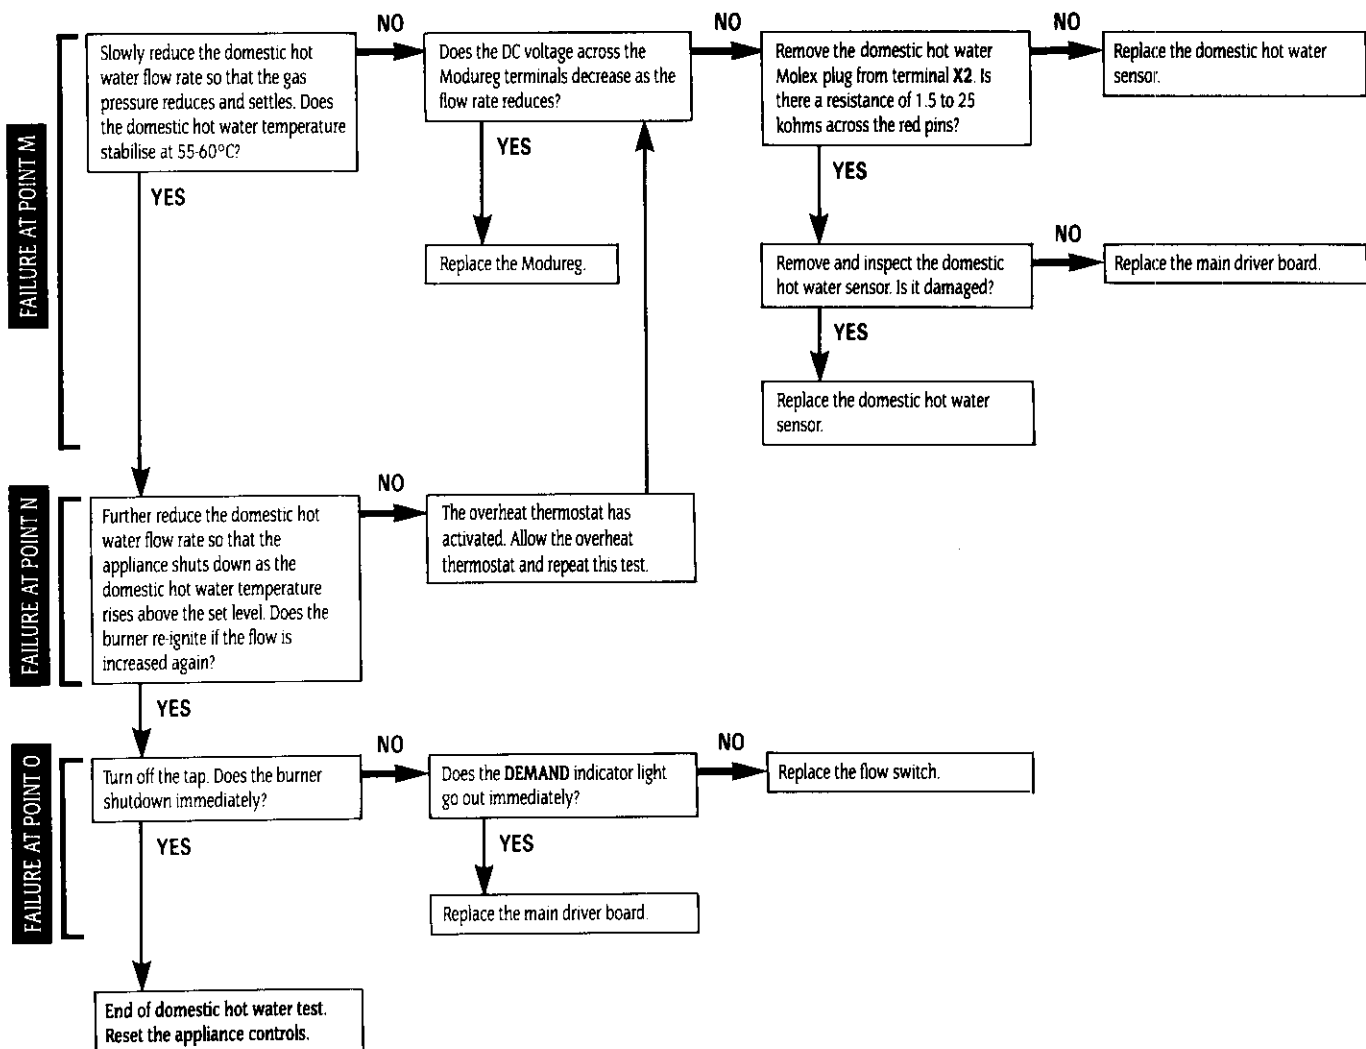 FAILURE AT POINT M
Slowly reduce the domestic hot
water flow rate so that the gas
pressure reduces and settles. Does
the domestic hot water temperature
stabilise at 55-60°C?
NO
Does the DC voltage across the
Modureg terminals decrease as the
flow rate reduces?
NO
Remove the domestic hot water
Molex plug from terminal X2. Is
there a resistance of 1.5 to 25
kohms across the red pins?
NO
Replace the domestic hot water
sensor.
YES
YES
YES
Replace the Modureg.
Remove and inspect the domestic
hot water sensor. Is it damaged?
NO
Replace the main driver board.
YES
Replace the domestic hot water
sensor.
FAILURE AT POINT N
Further reduce the domestic hot
water flow rate so that the
appliance shuts down as the
domestic hot water temperature
rises above the set level. Does the
burner re-ignite if the flow is
increased again?
NO
The overheat thermostat has
activated. Allow the overheat
thermostat and repeat this test.
YES
FAILURE AT POINT O
Turn off the tap. Does the burner
shutdown immediately?
NO
Does the DEMAND indicator light
go out immediately?
NO
Replace the flow switch.
YES
YES
Replace the main driver board.
End of domestic hot water test.
Reset the appliance controls.